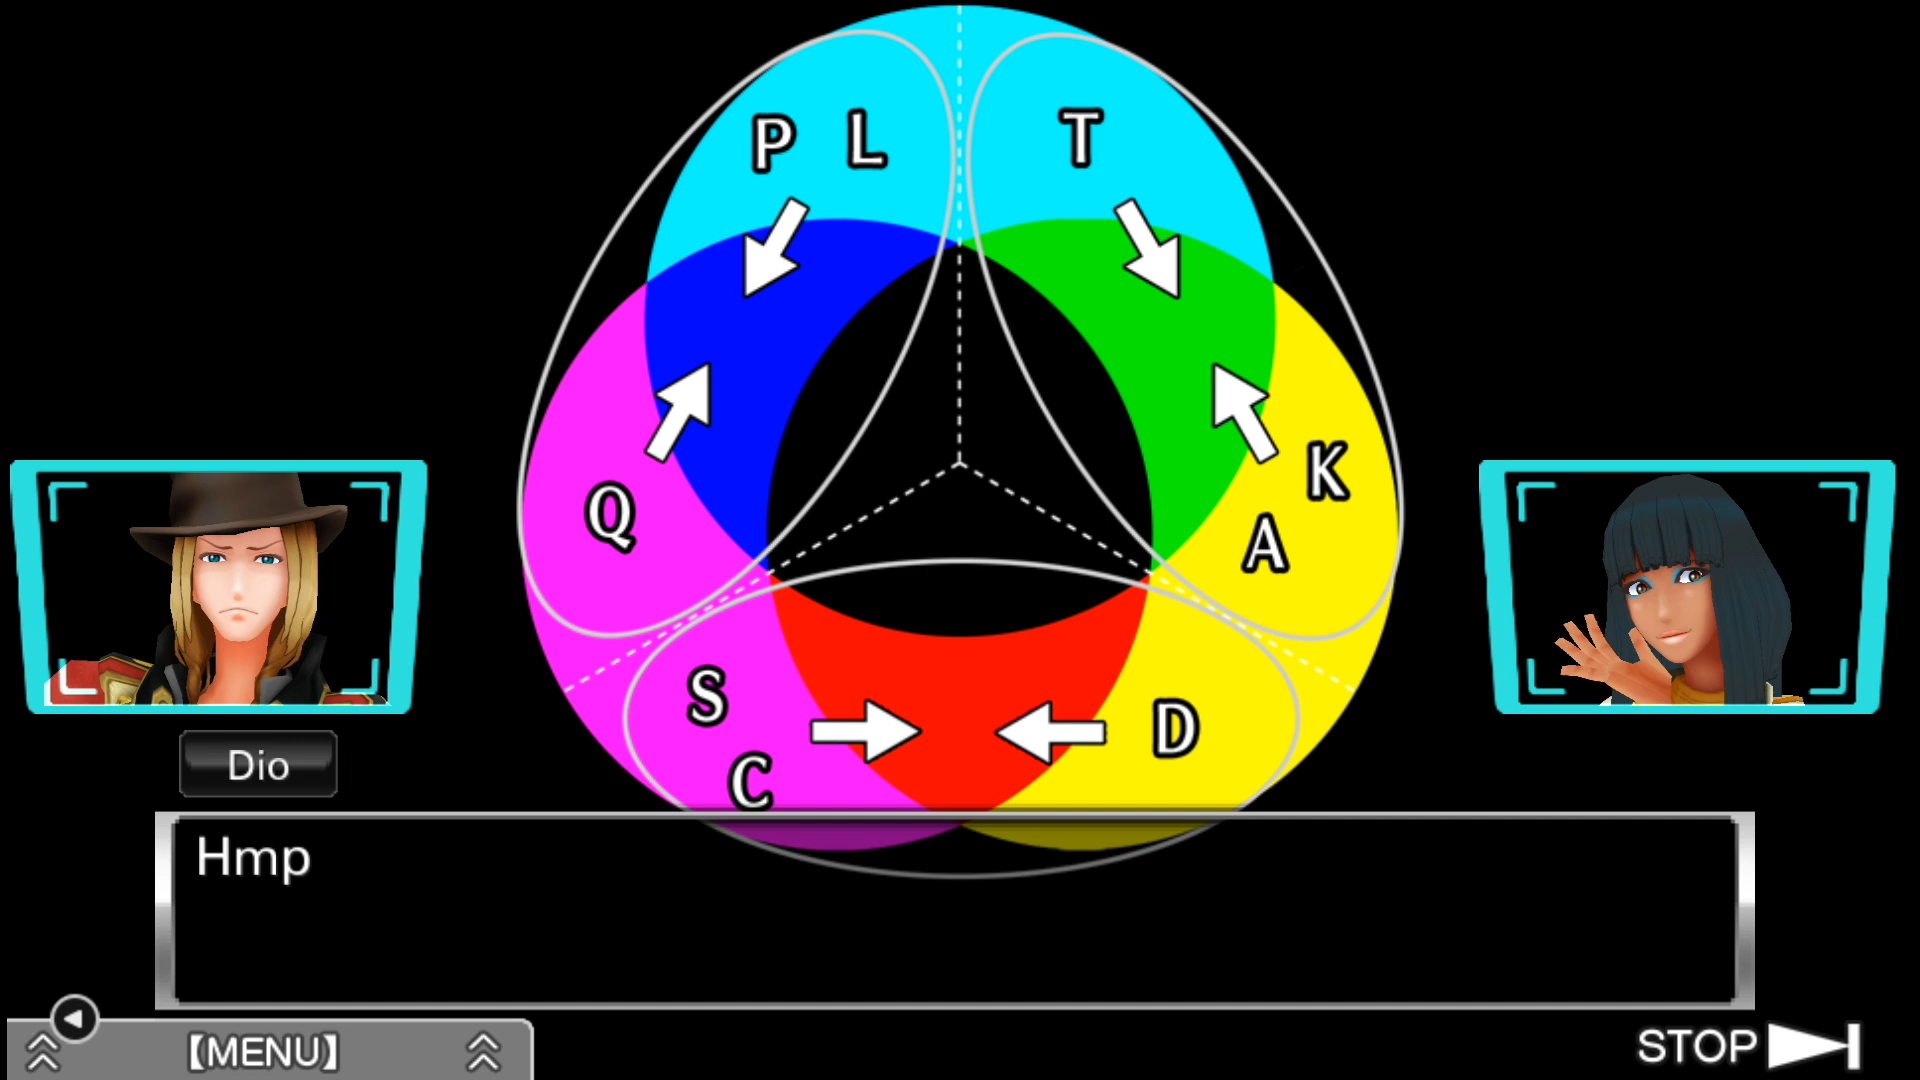 P L T
Q K
A
S D
C
Dio
Hmp
【MENU】 STOP